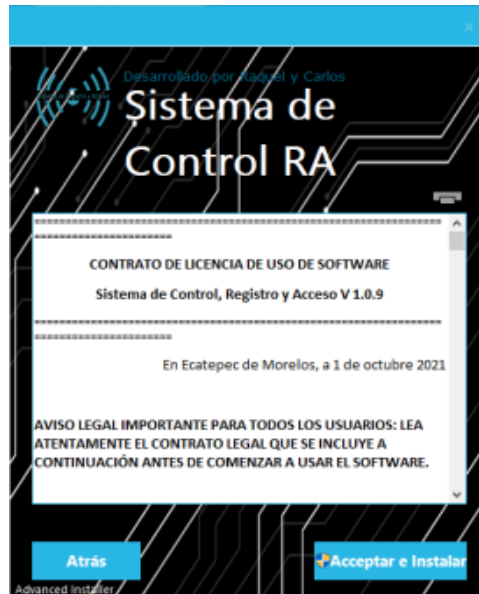 Desarrollado por Raquel y Carlos
Sistema de
Control RA
==========================================================
======================
CONTRATO DE LICENCIA DE USO DE SOFTWARE
Sistema de Control, Registro y Acceso V 1.0.9
==========================================================
======================
En Ecatepec de Morelos, a 1 de octubre 2021
AVISO LEGAL IMPORTANTE PARA TODOS LOS USUARIOS: LEA
ATENTAMENTE EL CONTRATO LEGAL QUE SE INCLUYE A
CONTINUACIÓN ANTES DE COMENZAR A USAR EL SOFTWARE.
Atrás
Acceptar e Instalar
Advanced Installer